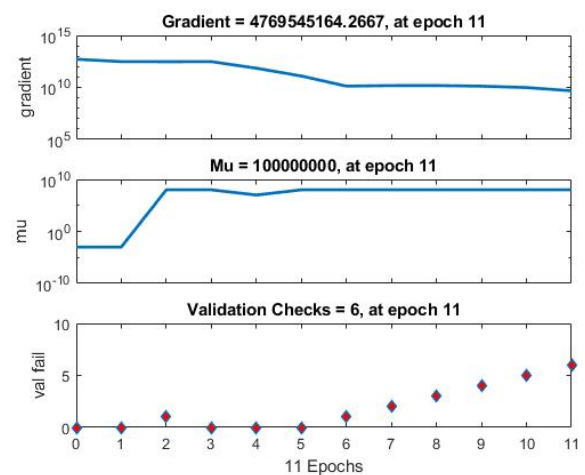 Gradient = 4769545164.2667, at epoch 11
10^15
10^10
10^5
gradient
Mu = 100000000, at epoch 11
10^10
10^0
10^-10
mu
Validation Checks = 6, at epoch 11
10
5
0
val fail
0 1 2 3 4 5 6 7 8 9 10 11
11 Epochs